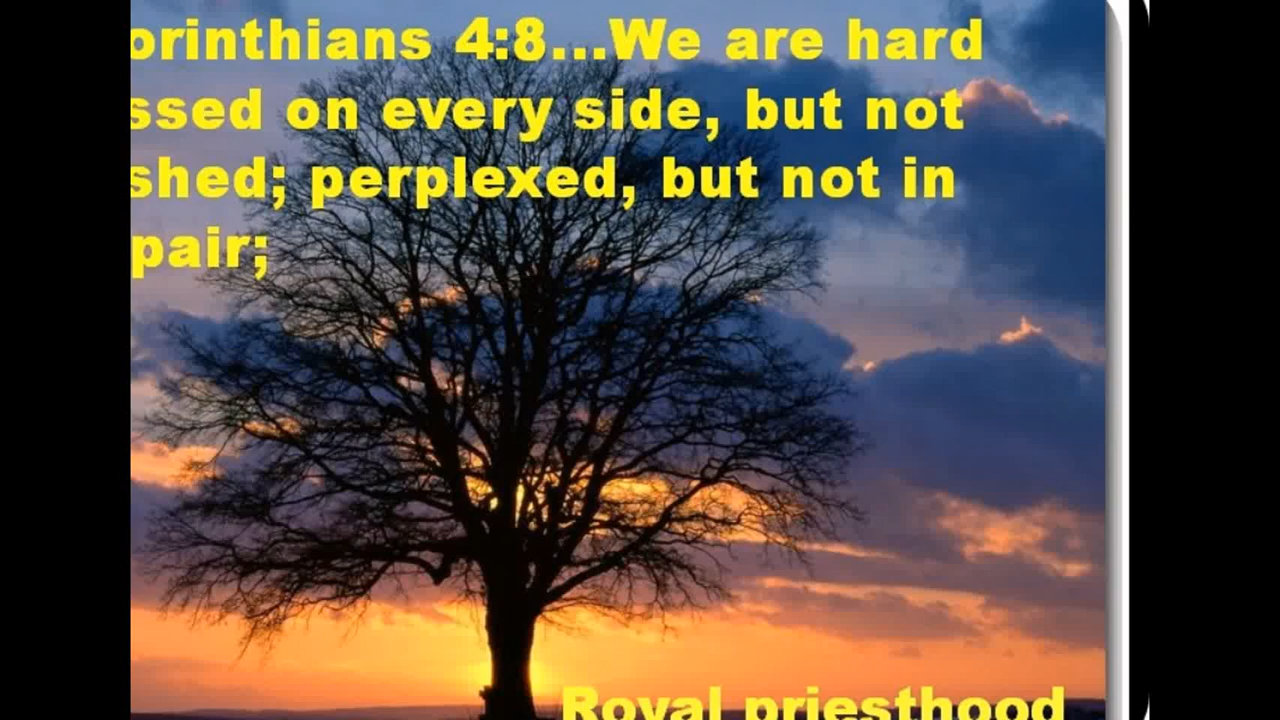 orinthians 4:8...We are hard
ssed on every side, but not
shed; perplexed, but not in
pair;
Royal priesthood